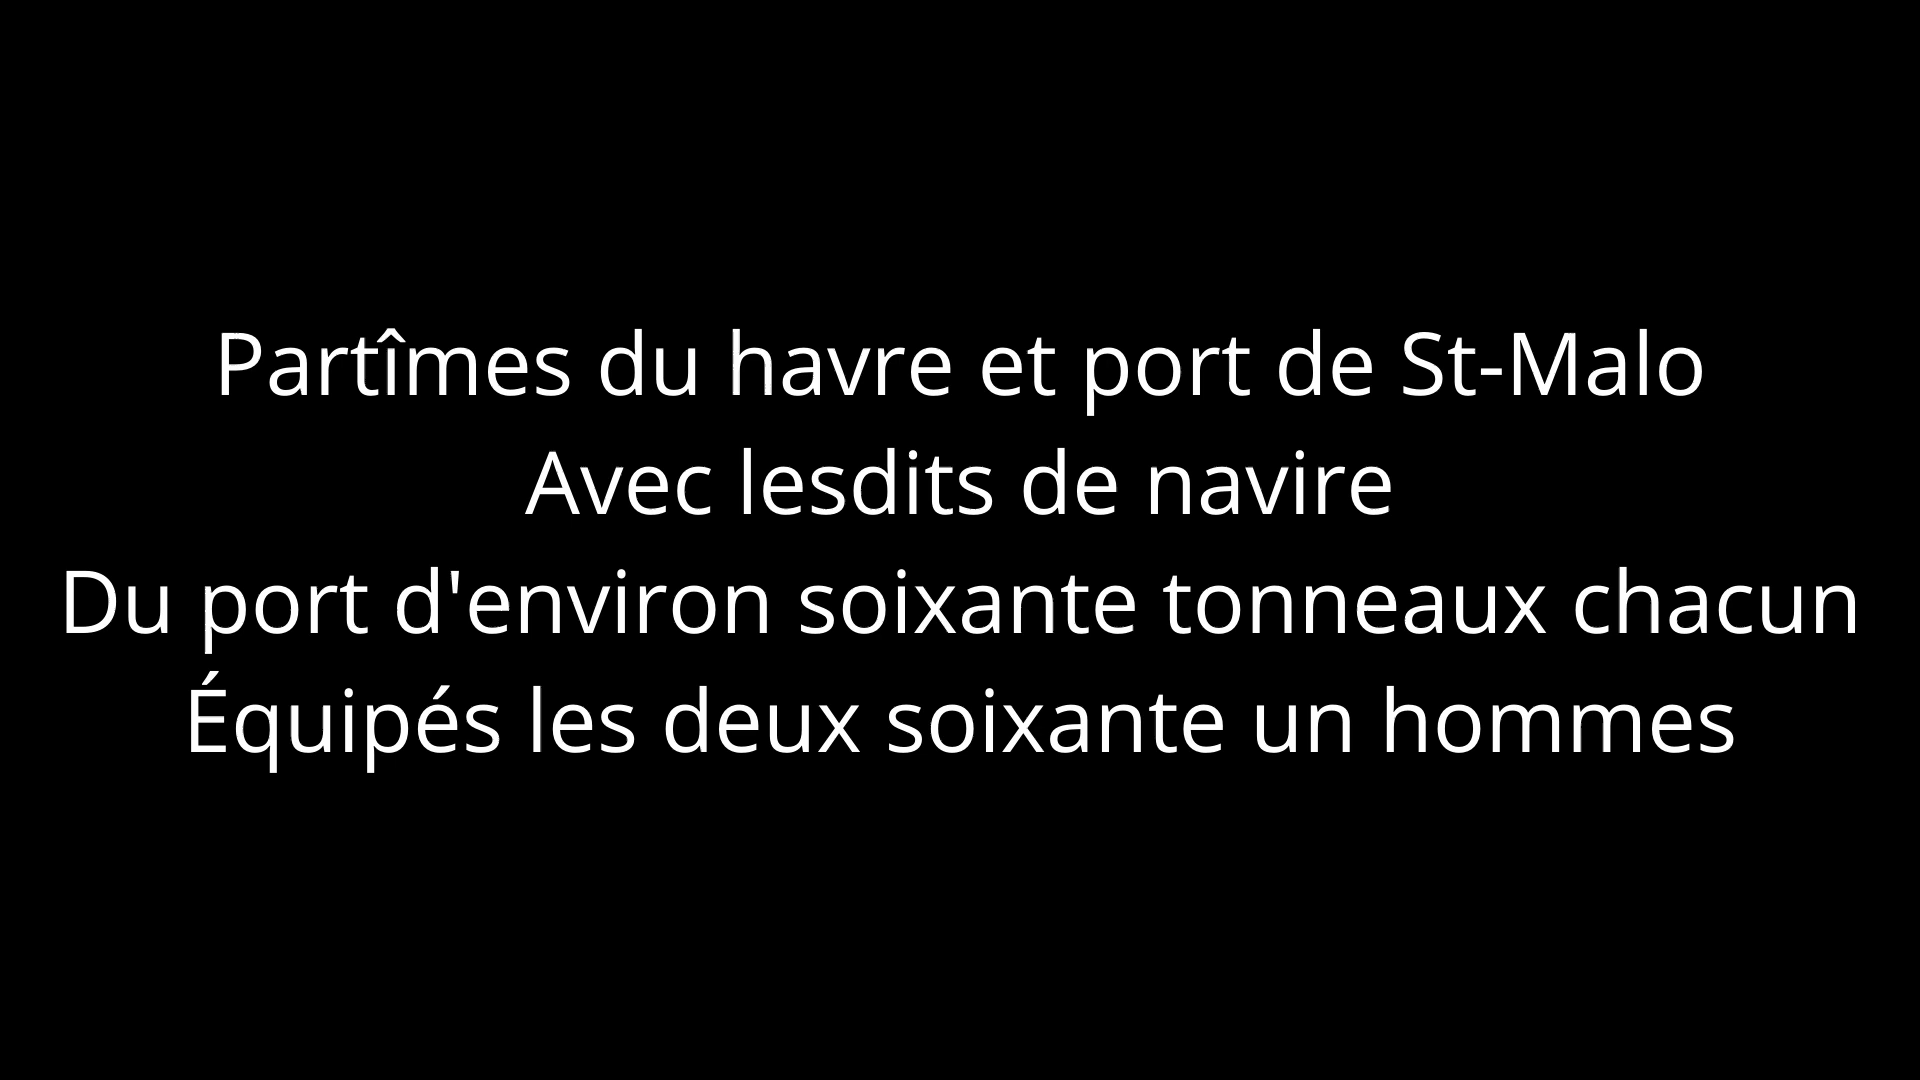 Partîmes du havre et port de St-Malo
Avec lesdits de navire
Du port d'environ soixante tonneaux chacun
Équipés les deux soixante un hommes